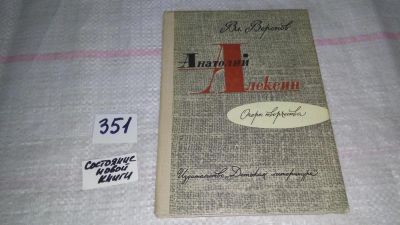 Вл. Воронов
Анатолий
Алексин
Очерк творчества
Издательство „Детская литература“
351
Состояние
новой
книги